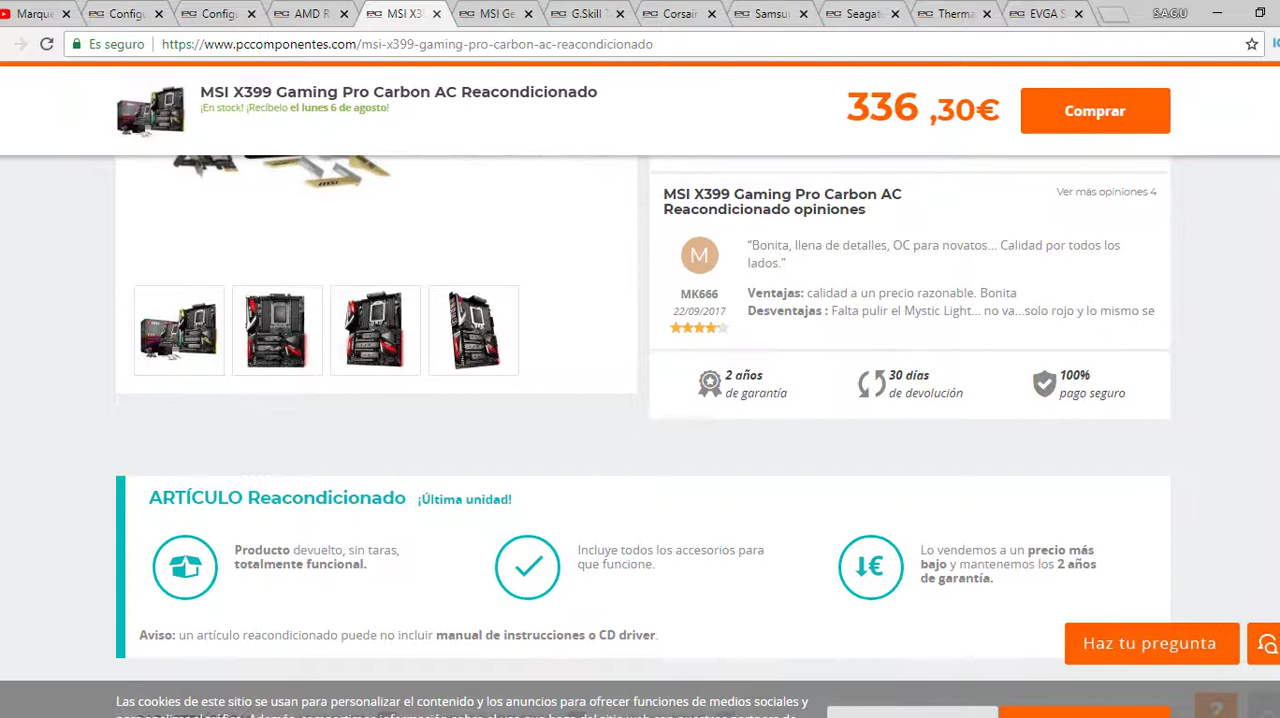 Marque
Configu
Configu
AMD R
MSI X3
MSI Ge
G.Skill T
Corsair
Samsun
Seagate
Therma
EVGA S
S.A.G.U
Es seguro
https://www.pccomponentes.com/msi-x399-gaming-pro-carbon-ac-reacondicionado
MSI X399 Gaming Pro Carbon AC Reacondicionado
¡En stock! ¡Recíbelo el lunes 6 de agosto!
336 ,30€
Comprar
MSI X399 Gaming Pro Carbon AC
Reacondicionado opiniones
Ver más opiniones 4
M
MK666
22/09/2017
“Bonita, llena de detalles, OC para novatos... Calidad por todos los
lados.”
Ventajas: calidad a un precio razonable. Bonita
Desventajas : Falta pulir el Mystic Light... no va...solo rojo y lo mismo se
2 años
de garantía
30 días
de devolución
100%
pago seguro
ARTÍCULO Reacondicionado ¡Última unidad!
Producto devuelto, sin taras,
totalmente funcional.
Incluye todos los accesorios para
que funcione.
Lo vendemos a un precio más
bajo y mantenemos los 2 años
de garantía.
Aviso: un artículo reacondicionado puede no incluir manual de instrucciones o CD driver.
Haz tu pregunta
Las cookies de este sitio se usan para personalizar el contenido y los anuncios para ofrecer funciones de medios sociales y